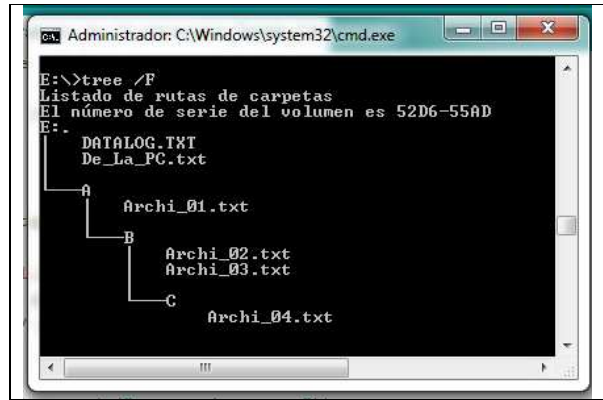 Administrador: C:\Windows\system32\cmd.exe
E:\>tree /F
Listado de rutas de carpetas
El número de serie del volumen es 52D6-55AD
E:.
DATALOG.TXT
De_La_PC.txt
A
Archi_01.txt
B
Archi_02.txt
Archi_03.txt
C
Archi_04.txt